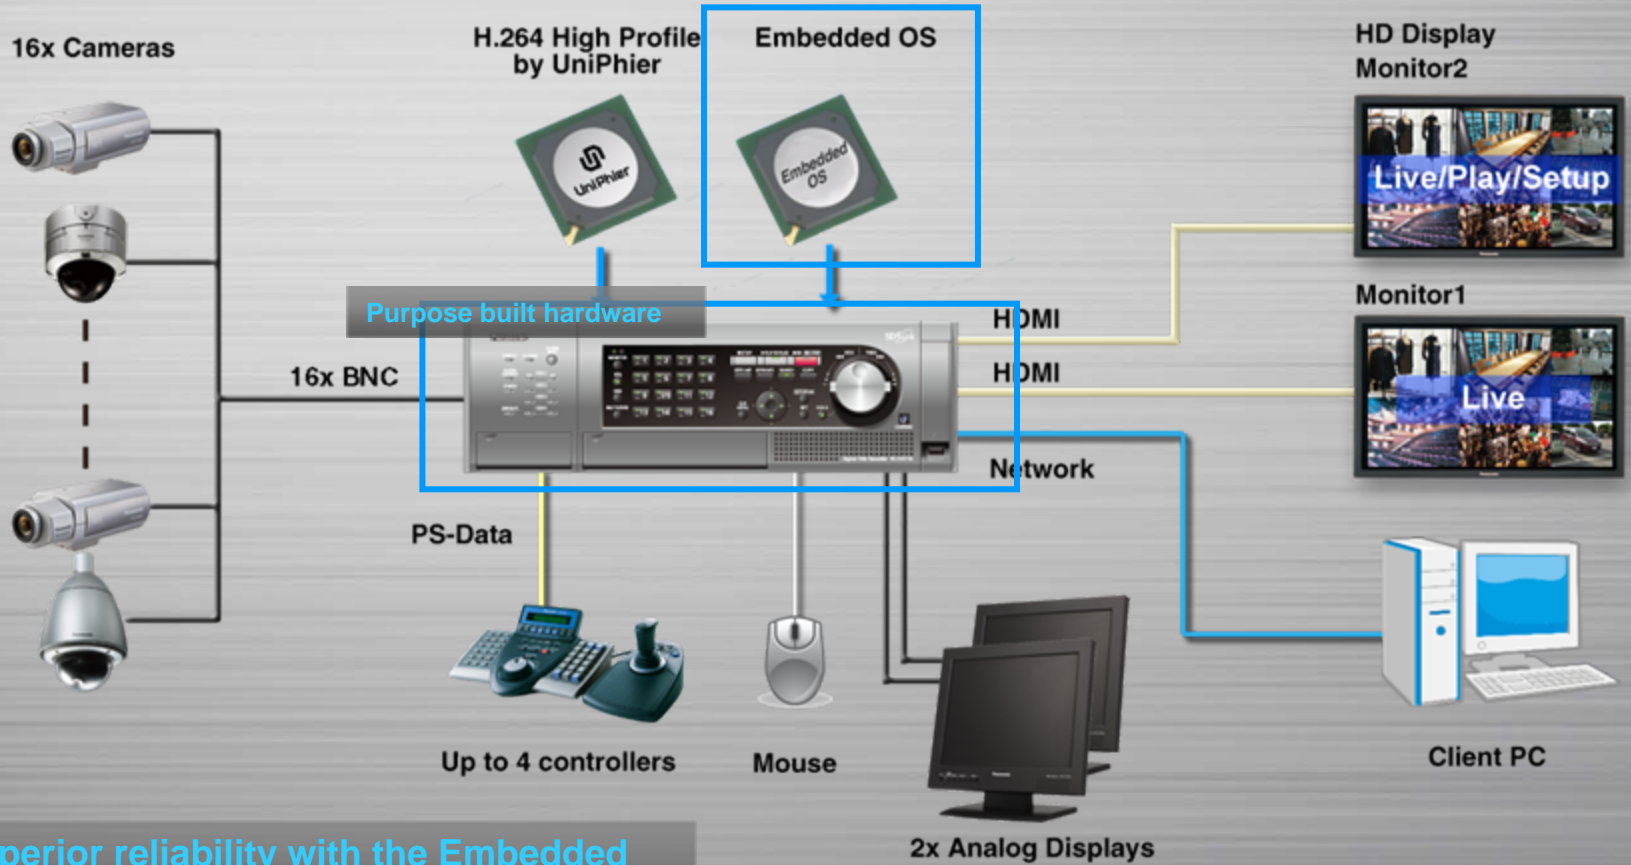 16x Cameras
H.264 High Profile
by UniPhier
Embedded OS
HD Display
Monitor2
UniPhier
Embedded
OS
Live/Play/Setup
Purpose built hardware
Monitor1
HDMI
16x BNC
HDMI
Live
Network
PS-Data
Up to 4 controllers
Mouse
Client PC
2x Analog Displays
reliability with the Embedded